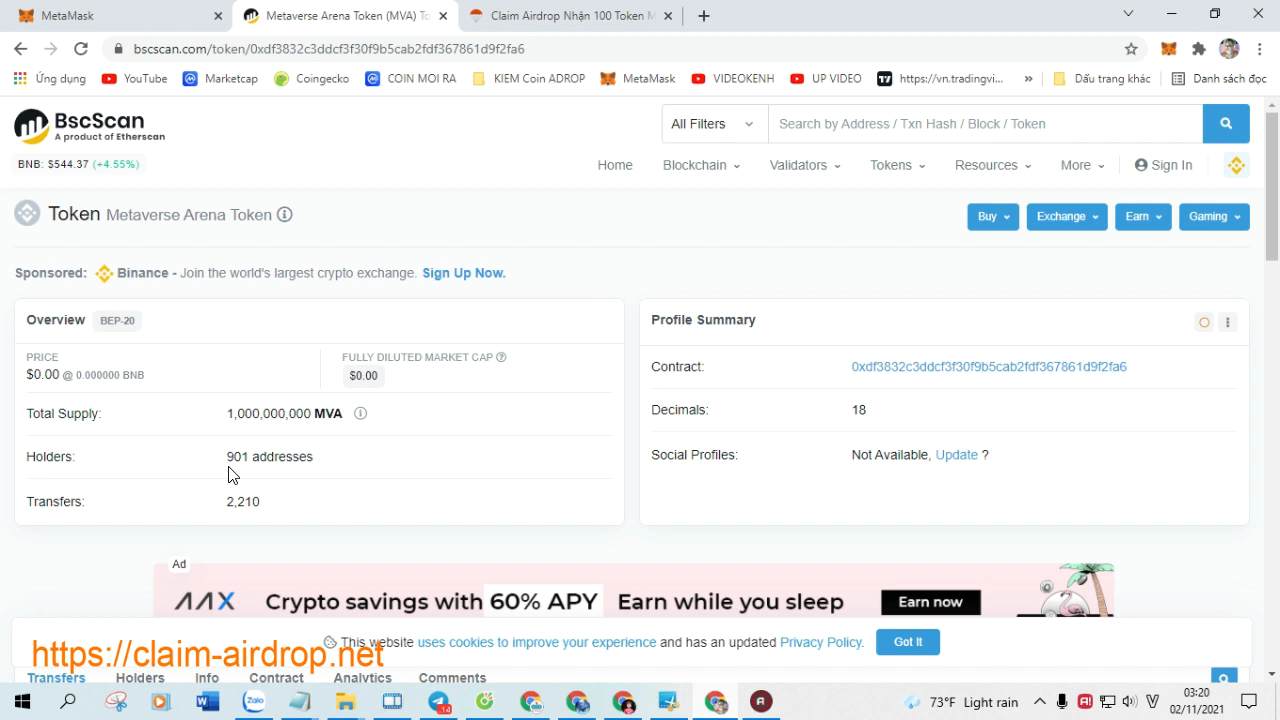 MetaMask
Metaverse Arena Token (MVA) To
Claim Airdrop Nhận 100 Token M
bscscan.com/token/0xdf3832c3ddcf3f30f9b5cab2fdf367861d9f2fa6
Ứng dụng YouTube Marketcap Coingecko COIN MOI RA KIEM Coin ADROP MetaMask VIDEOKENH UP VIDEO https://vn.tradingvi... » Dấu trang khác Danh sách đọc
BscScan
A product of Etherscan
All Filters Search by Address / Txn Hash / Block / Token
BNB: $544.37 (+4.55%)
Home Blockchain Validators Tokens Resources More Sign In
Token Metaverse Arena Token
Buy Exchange Earn Gaming
Sponsored: Binance - Join the world's largest crypto exchange. Sign Up Now.
Overview BEP-20
PRICE
$0.00 @ 0.000000 BNB
FULLY DILUTED MARKET CAP
$0.00
Total Supply: 1,000,000,000 MVA
Holders: 901 addresses
Transfers: 2,210
Profile Summary
Contract: 0xdf3832c3ddcf3f30f9b5cab2fdf367861d9f2fa6
Decimals: 18
Social Profiles: Not Available, Update ?
Ad
AAX Crypto savings with 60% APY Earn while you sleep Earn now
This website uses cookies to improve your experience and has an updated Privacy Policy. Got It
https://claim-airdrop.net
Transfers Holders Info Contract Analytics Comments
Zalo
14
73°F Light rain
03:20
02/11/2021